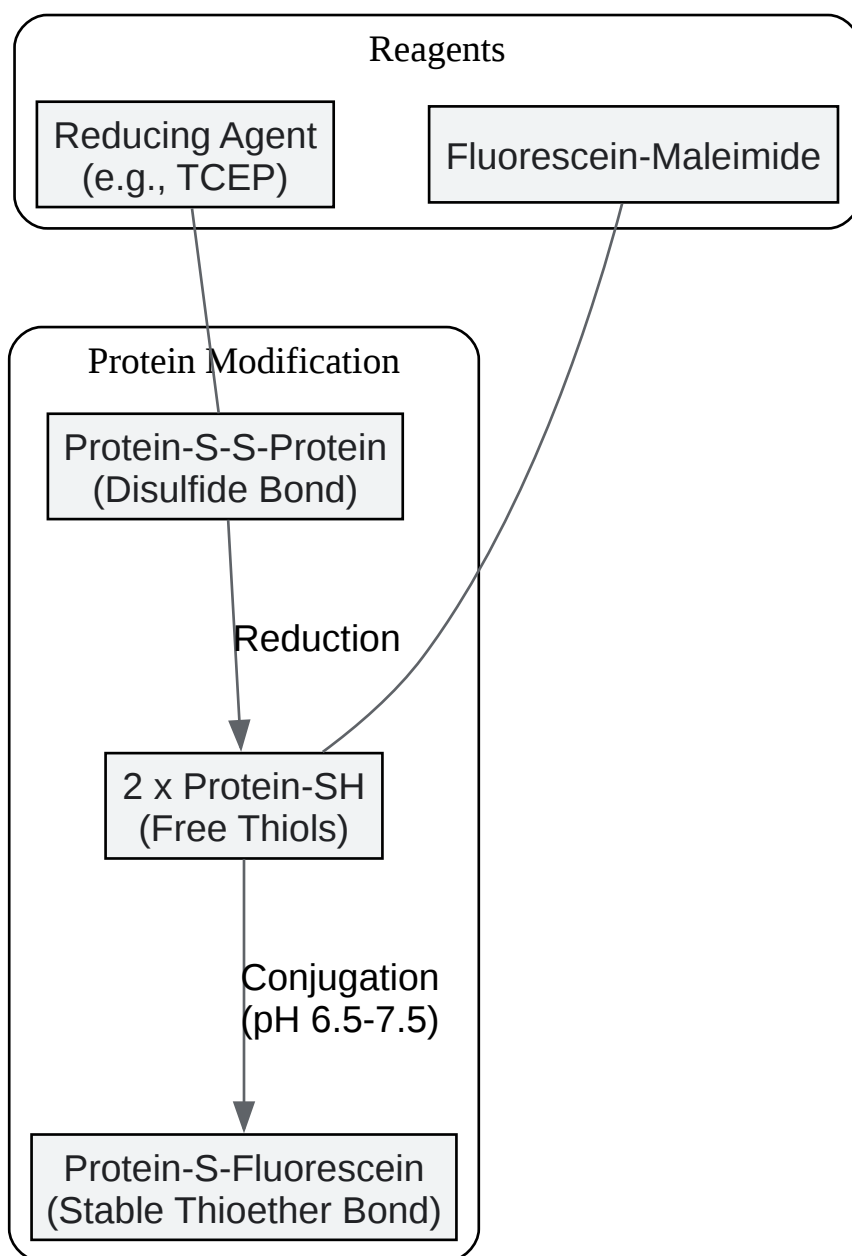 Reagents
Reducing Agent
(e.g., TCEP)
Fluorescein-Maleimide
Protein Modification
Protein-S-S-Protein
(Disulfide Bond)
Reduction
2 x Protein-SH
(Free Thiols)
Conjugation
(pH 6.5-7.5)
Protein-S-Fluorescein
(Stable Thioether Bond)